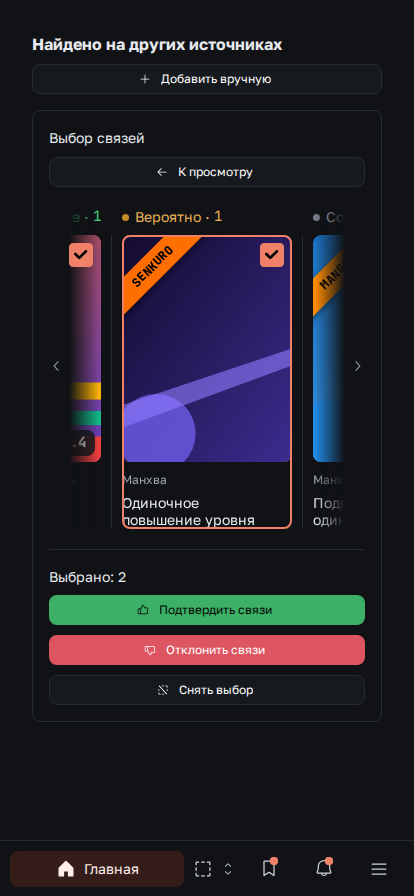 Найдено на других источниках
Добавить вручную
Выбор связей
К просмотру
· 1
Вероятно · 1
SENKURO
Манхва
Одиночное
повышение уровня
Выбрано: 2
Подтвердить связи
Отклонить связи
Снять выбор
Главная